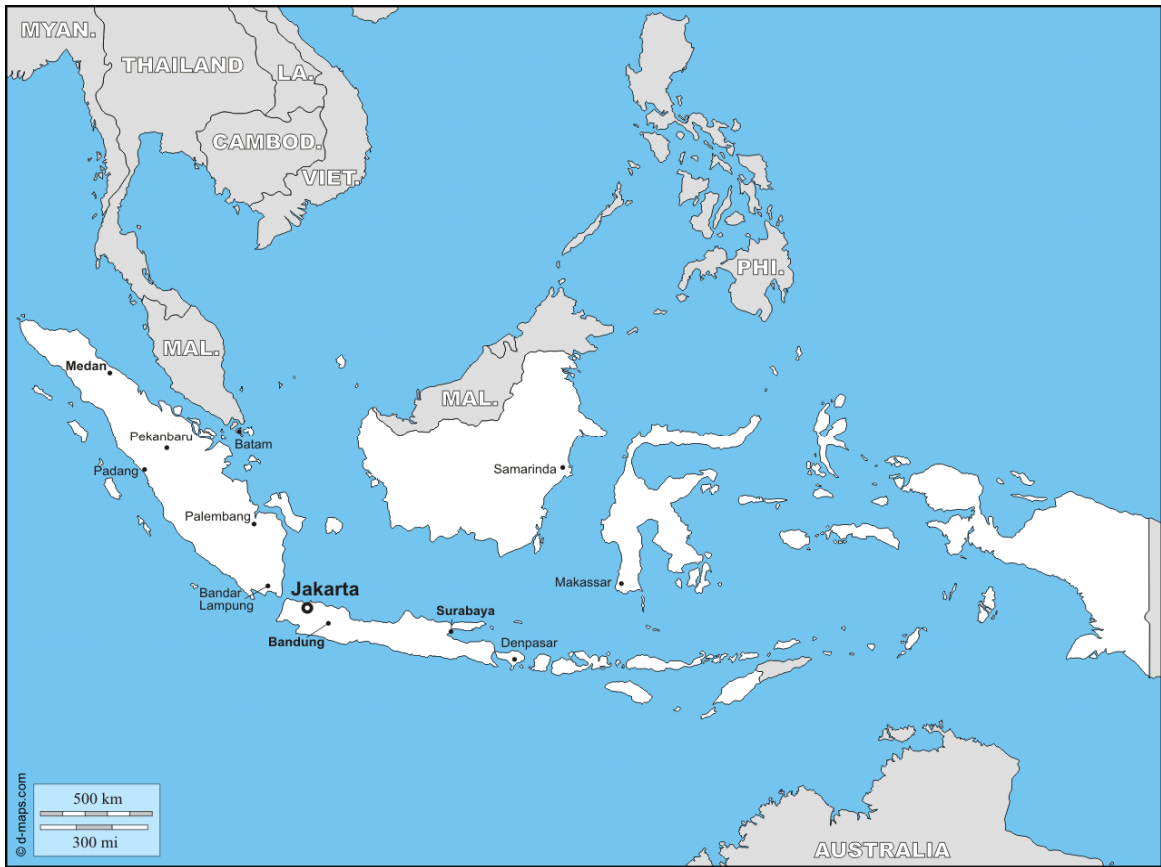 MYAN.
THAILAND
LA.
CAMBOD.
VIET.
PHI.
MAL.
Medan
MAL.
Pekanbaru
Batam
Padang
Samarinda
Palembang
Makassar
Bandar
Lampung
Jakarta
Surabaya
Bandung
Denpasar
© d-maps.com
500 km
300 mi
AUSTRALIA